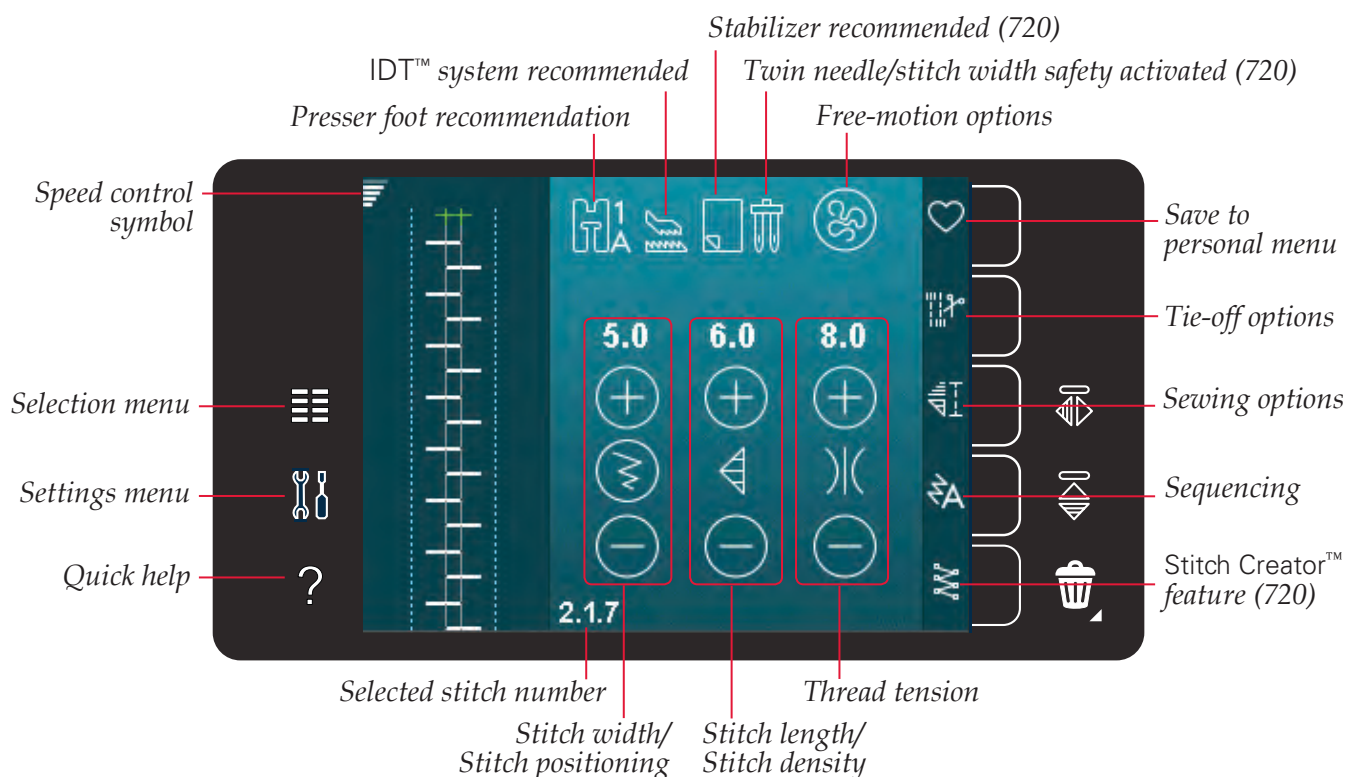 Stabilizer recommended (720)
IDT™ system recommended
Twin needle/stitch width safety activated (720)
Presser foot recommendation
Free-motion options
Speed control
symbol
1
A
Save to
personal menu
Tie-off options
5.0
6.0
8.0
Selection menu
Sewing options
Settings menu
A
Sequencing
Quick help
?
Stitch Creator™
feature (720)
2.1.7
Selected stitch number
Thread tension
Stitch width/
Stitch positioning
Stitch length/
Stitch density